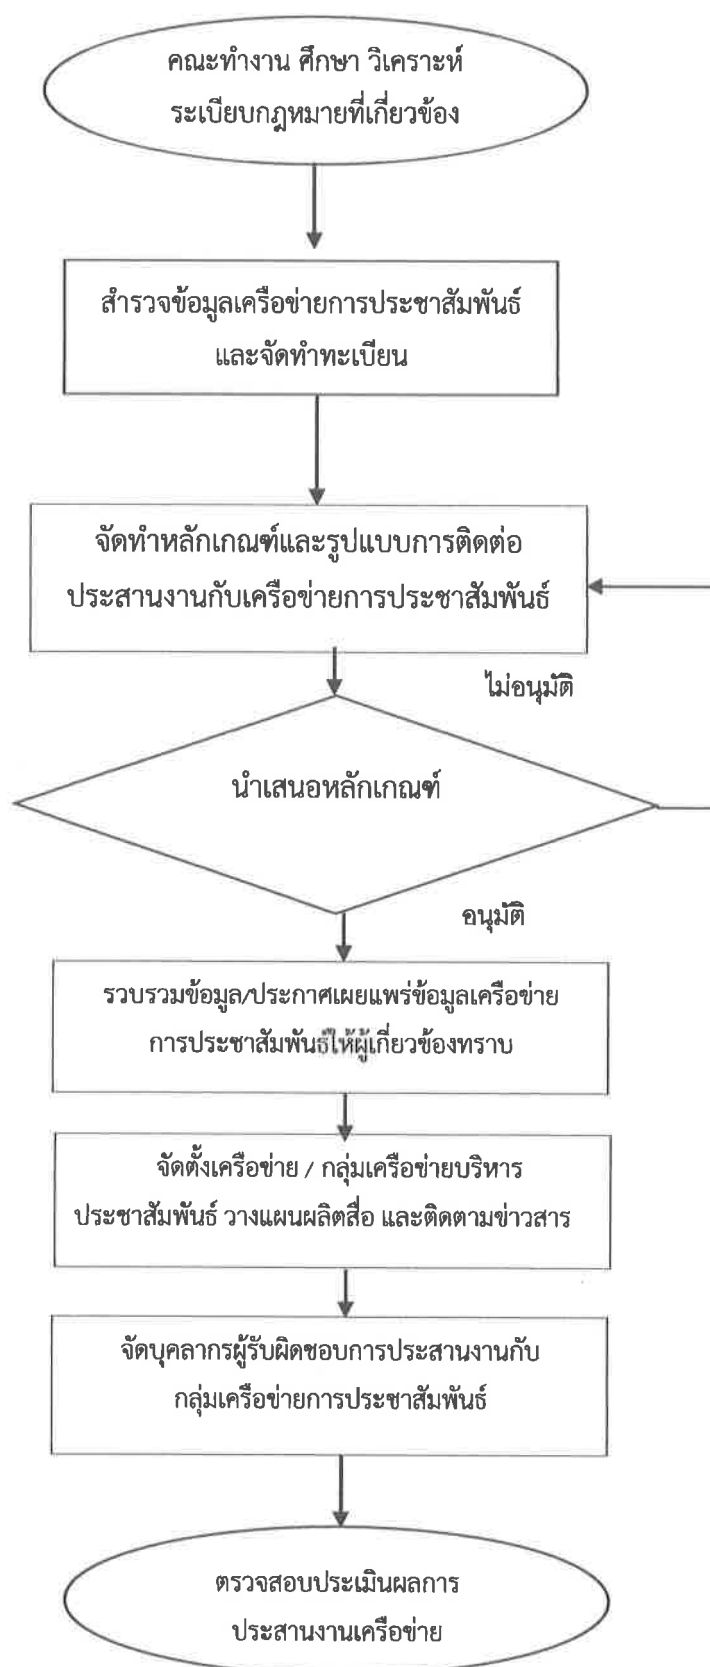 คณะทำงาน ศึกษา วิเคราะห์
ระเบียบกฎหมายที่เกี่ยวข้อง
สำรวจข้อมูลเครือข่ายการประชาสัมพันธ์
และจัดทำทะเบียน
จัดทำหลักเกณฑ์และรูปแบบการติดต่อ
ประสานงานกับเครือข่ายการประชาสัมพันธ์
ไม่อนุมัติ
นำเสนอหลักเกณฑ์
อนุมัติ
รวบรวมข้อมูล/ประกาศเผยแพร่ข้อมูลเครือข่าย
การประชาสัมพันธ์ให้ผู้เกี่ยวข้องทราบ
จัดตั้งเครือข่าย / กลุ่มเครือข่ายบริหาร
ประชาสัมพันธ์ วางแผนผลิตสื่อ และติดตามข่าวสาร
จัดบุคลากรผู้รับผิดชอบการประสานงานกับ
กลุ่มเครือข่ายการประชาสัมพันธ์
ตรวจสอบประเมินผลการ
ประสานงานเครือข่าย